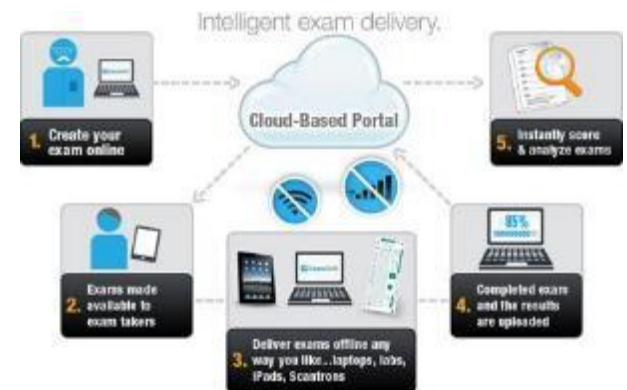 Intelligent exam delivery.
Cloud-Based Portal
1. Create your
exam online
5. Instantly score
& analyze exams
85%
2. Exams made
available to
exam takers
3. Deliver exams offline any
way you like...laptops, labs,
iPads, Scantrons
4. Completed exam
and the results
are uploaded